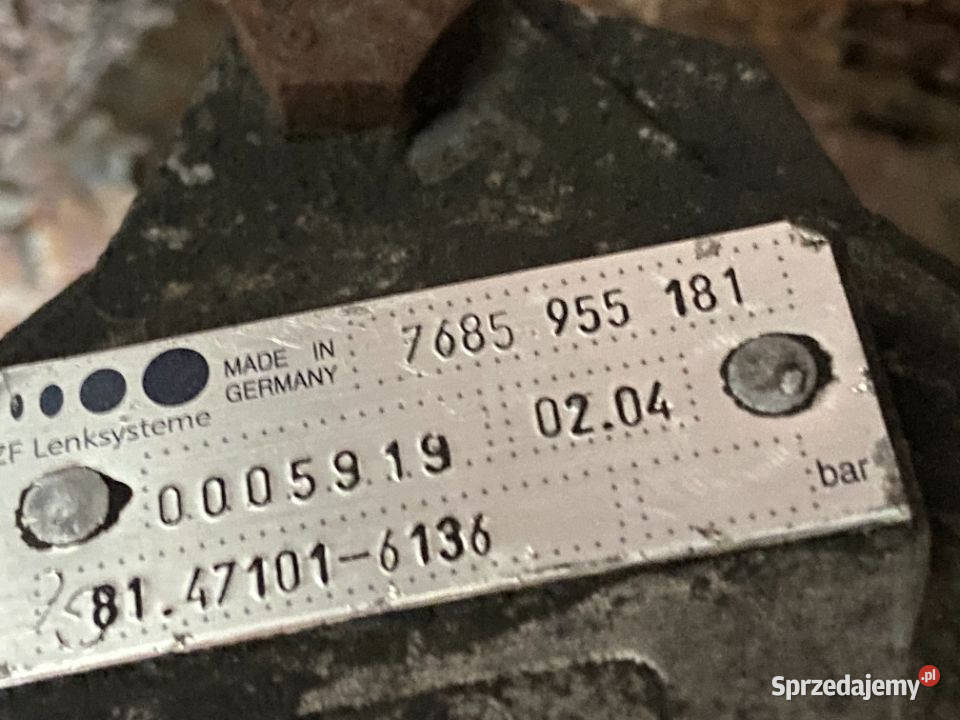 MADE IN
GERMANY
7685 955 181
ZF Lenksysteme
0005919
02.04
bar
81.47101-6136
Sprzedajemy.pl